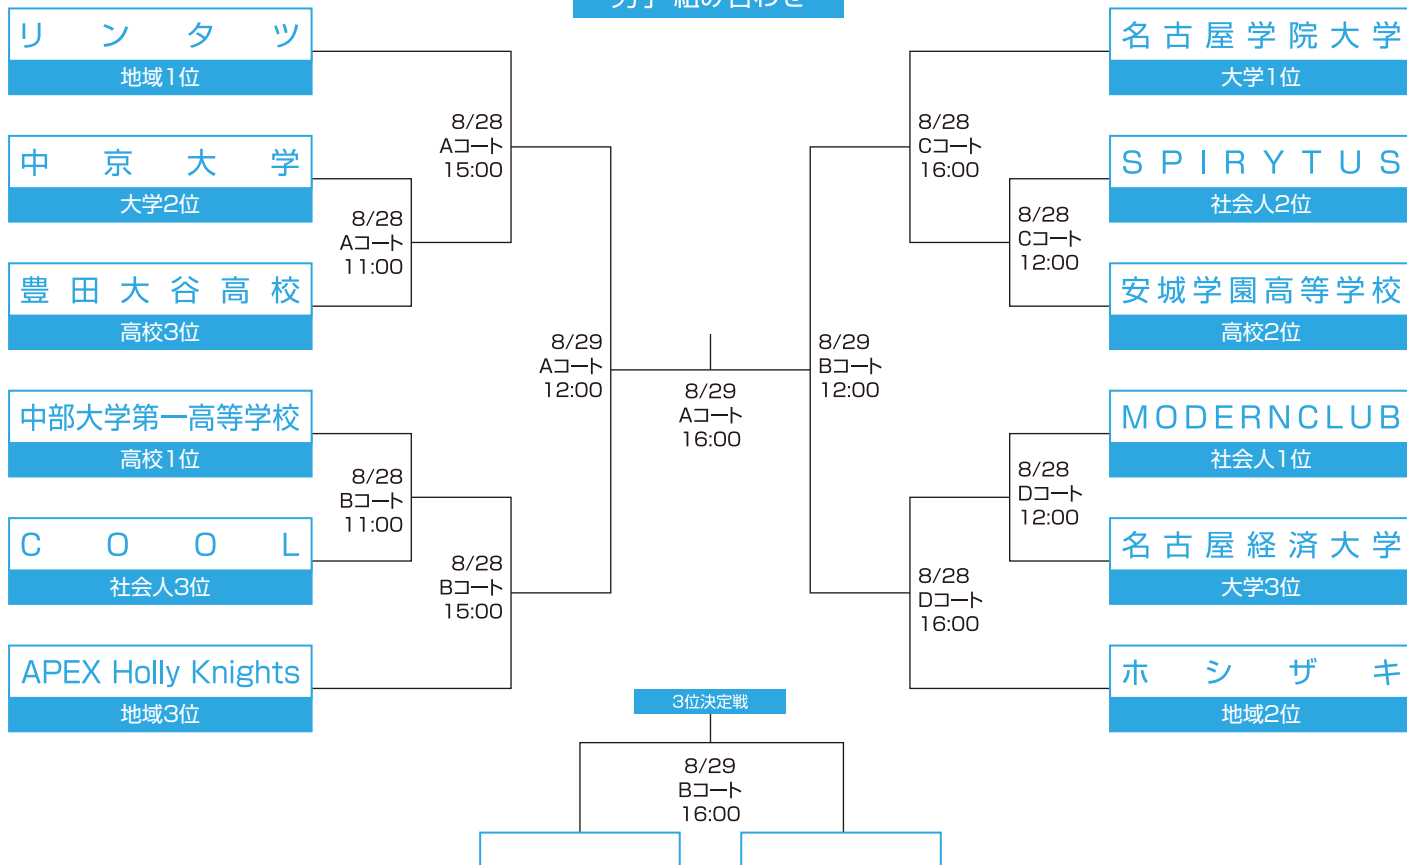 男子 組み合わせ
リンタツ
地域1位
中京大学
大学2位
豊田大谷高校
高校3位
中部大学第一高等学校
高校1位
COOL
社会人3位
APEX Holly Knights
地域3位
8/28
Aコート
15:00
8/28
Aコート
11:00
8/28
Bコート
11:00
8/28
Bコート
15:00
8/29
Aコート
12:00
8/29
Aコート
16:00
8/29
Bコート
12:00
8/28
Cコート
16:00
8/28
Cコート
12:00
8/28
Dコート
12:00
8/28
Dコート
16:00
名古屋学院大学
大学1位
SPIRYTUS
社会人2位
安城学園高等学校
高校2位
MODERNCLUB
社会人1位
名古屋経済大学
大学3位
ホシザキ
地域2位
3位決定戦
8/29
Bコート
16:00